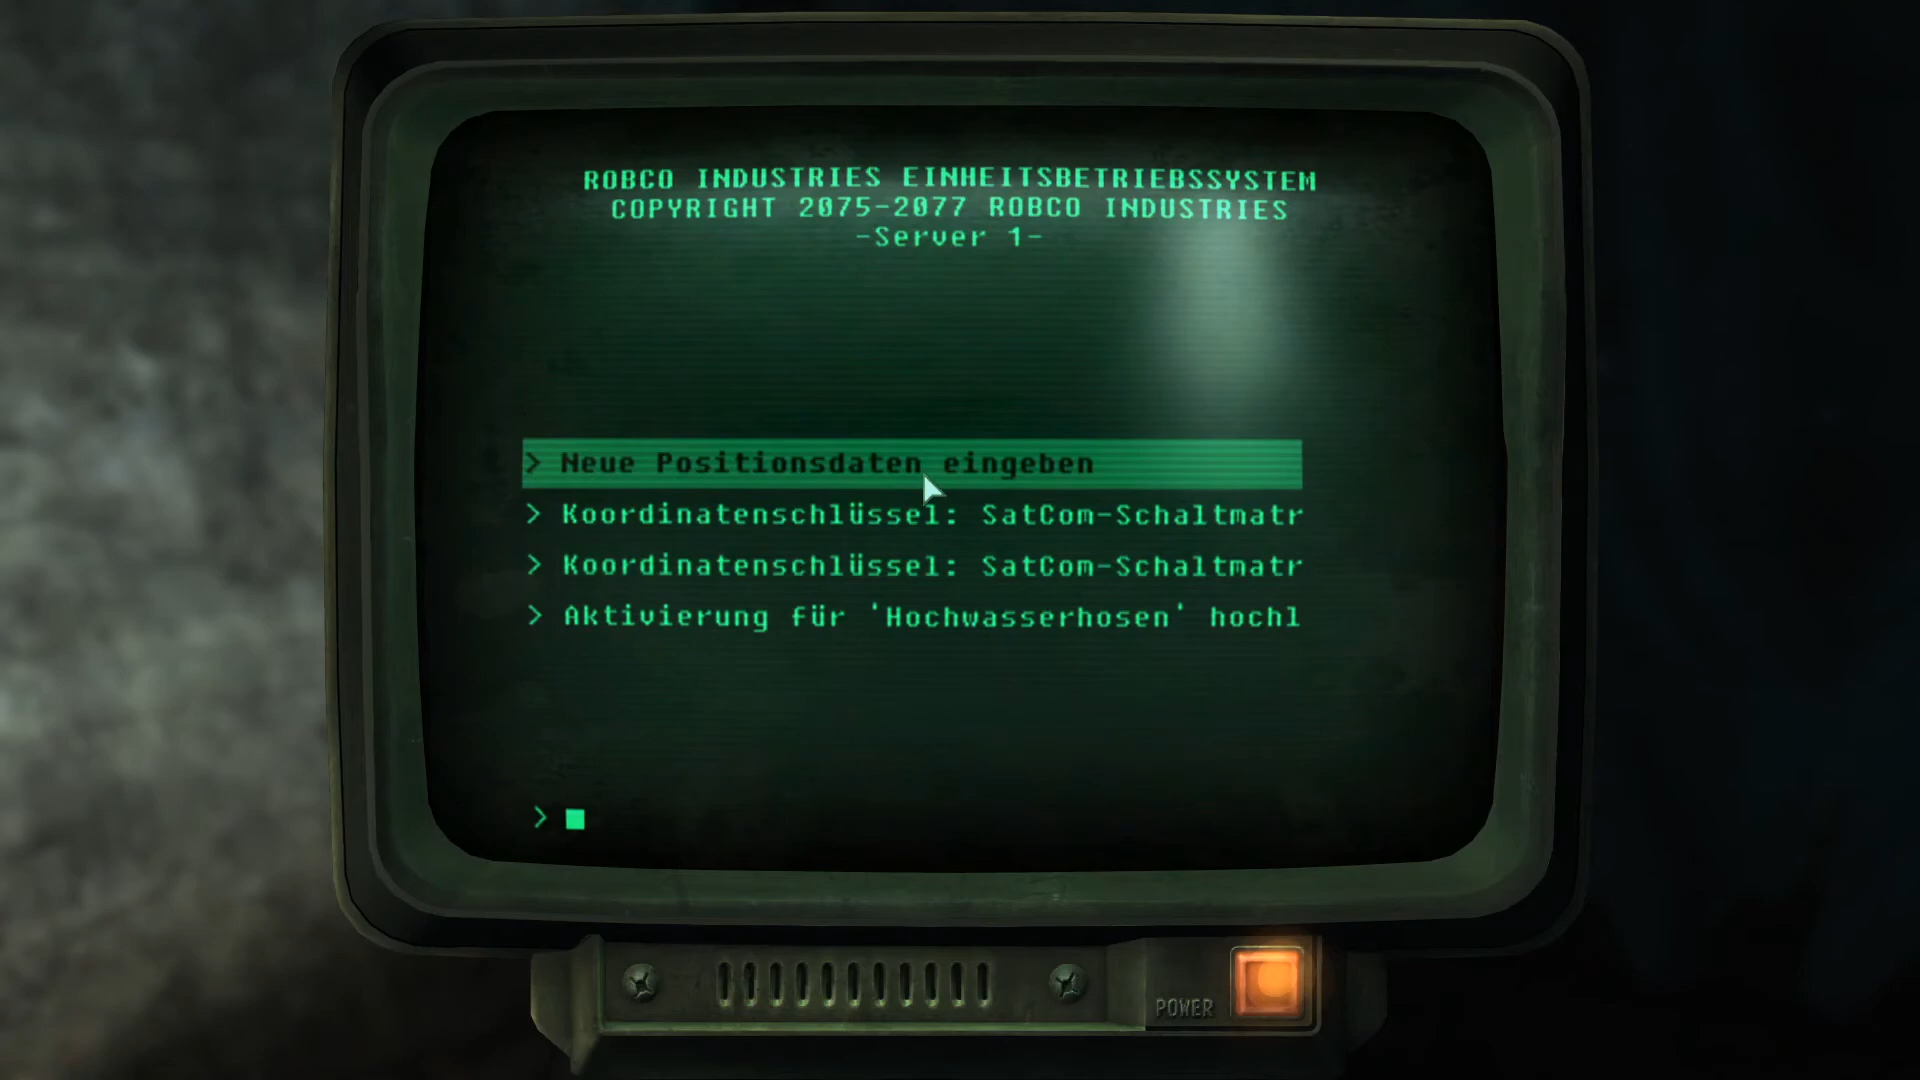 ROBCO INDUSTRIES EINHEITSBETRIEBSSYSTEM
COPYRIGHT 2075-2077 ROBCO INDUSTRIES
-Server 1-
> Neue Positionsdaten eingeben
> Koordinatenschlüssel: SatCom-Schaltmatr
> Koordinatenschlüssel: SatCom-Schaltmatr
> Aktivierung für 'Hochwasserhosen' hochl
>
POWER